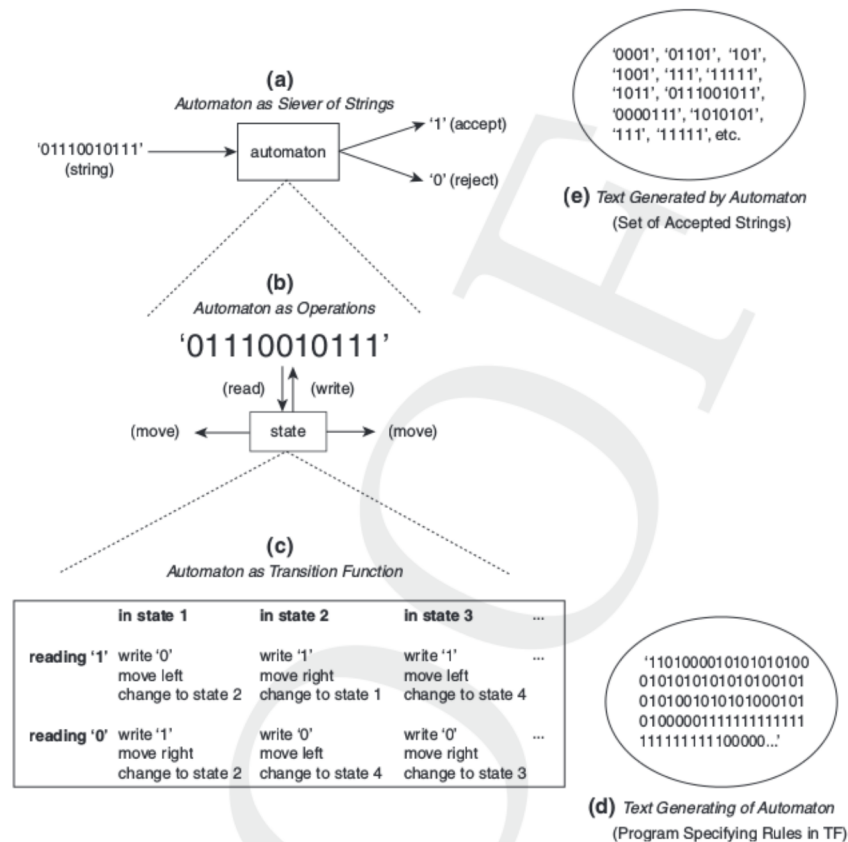 (a)
Automaton as Siever of Strings
'01110010111'
(string)
automaton
'1' (accept)
'0' (reject)
'0001', '01101', '101',
'1001', '111', '11111',
'1011', '0111001011',
'0000111', '1010101',
'111', '11111', etc.
(e) Text Generated by Automaton
(Set of Accepted Strings)
(b)
Automaton as Operations
'01110010111'
(read) (write)
(move) state (move)
(c)
Automaton as Transition Function
in state 1 in state 2 in state 3 ...
reading '1' write '0' write '1' write '1' ...
move left move right move left
change to state 2 change to state 1 change to state 4
reading '0' write '1' write '0' write '0' ...
move right move left move right
change to state 2 change to state 4 change to state 3
'1101000010101010100
01010101010101００101
0101001010101000101
0100000１111111111111
111111111100000...'
(d) Text Generating of Automaton
(Program Specifying Rules in TF)
OOF